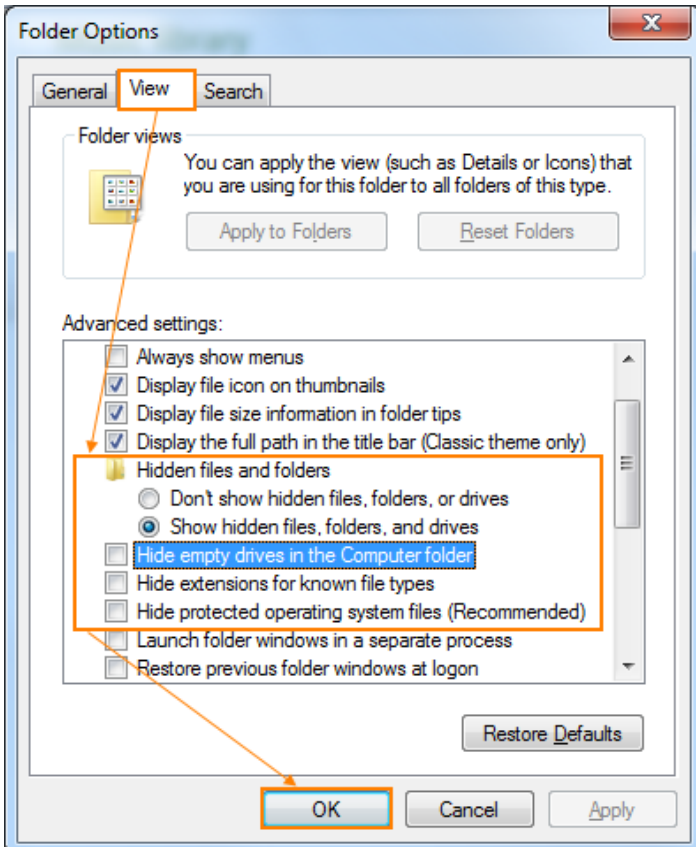 Folder Options
General
View
Search
Folder views
You can apply the view (such as Details or Icons) that
you are using for this folder to all folders of this type.
Apply to Folders
Reset Folders
Advanced settings:
Always show menus
Display file icon on thumbnails
Display file size information in folder tips
Display the full path in the title bar (Classic theme only)
Hidden files and folders
Don't show hidden files, folders, or drives
Show hidden files, folders, and drives
Hide empty drives in the Computer folder
Hide extensions for known file types
Hide protected operating system files (Recommended)
Launch folder windows in a separate process
Restore previous folder windows at logon
Restore Defaults
OK
Cancel
Apply